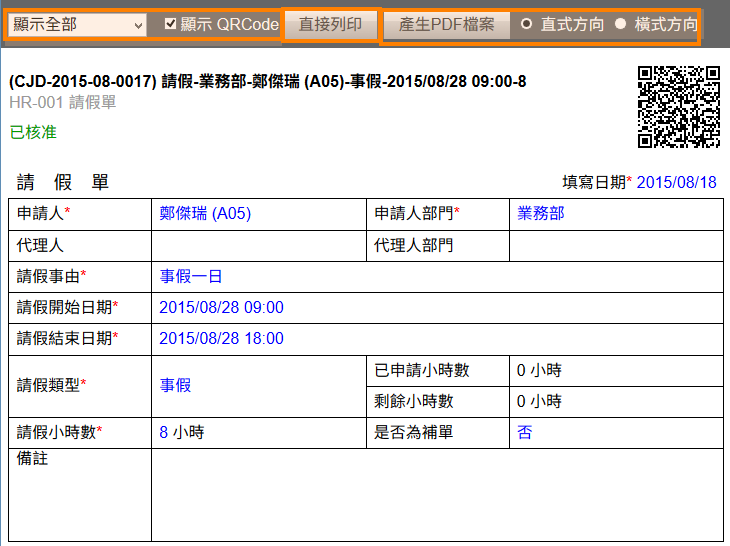 顯示全部 顯示 QRCode 直接列印 產生PDF檔案 直式方向 橫式方向
(CJD-2015-08-0017) 請假-業務部-鄭傑瑞 (A05)-事假-2015/08/28 09:00-8
HR-001 請假單
已核准
請 假 單 填寫日期* 2015/08/18
申請人* 鄭傑瑞 (A05) 申請人部門* 業務部
代理人 代理人部門
請假事由* 事假一日
請假開始日期* 2015/08/28 09:00
請假結束日期* 2015/08/28 18:00
請假類型* 事假 已申請小時數 0 小時
剩餘小時數 0 小時
請假小時數* 8 小時 是否為補單 否
備註